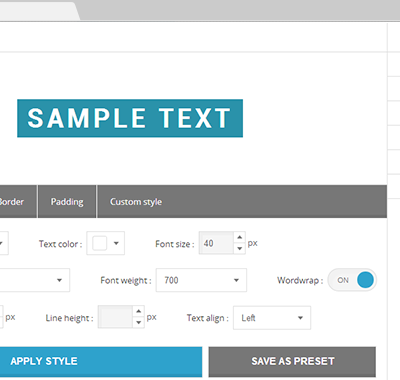 SAMPLE TEXT
Border Padding Custom style
Text color : Font size : 40 px
Font weight : 700 Wordwrap : ON
px Line height : px Text align : Left
APPLY STYLE SAVE AS PRESET